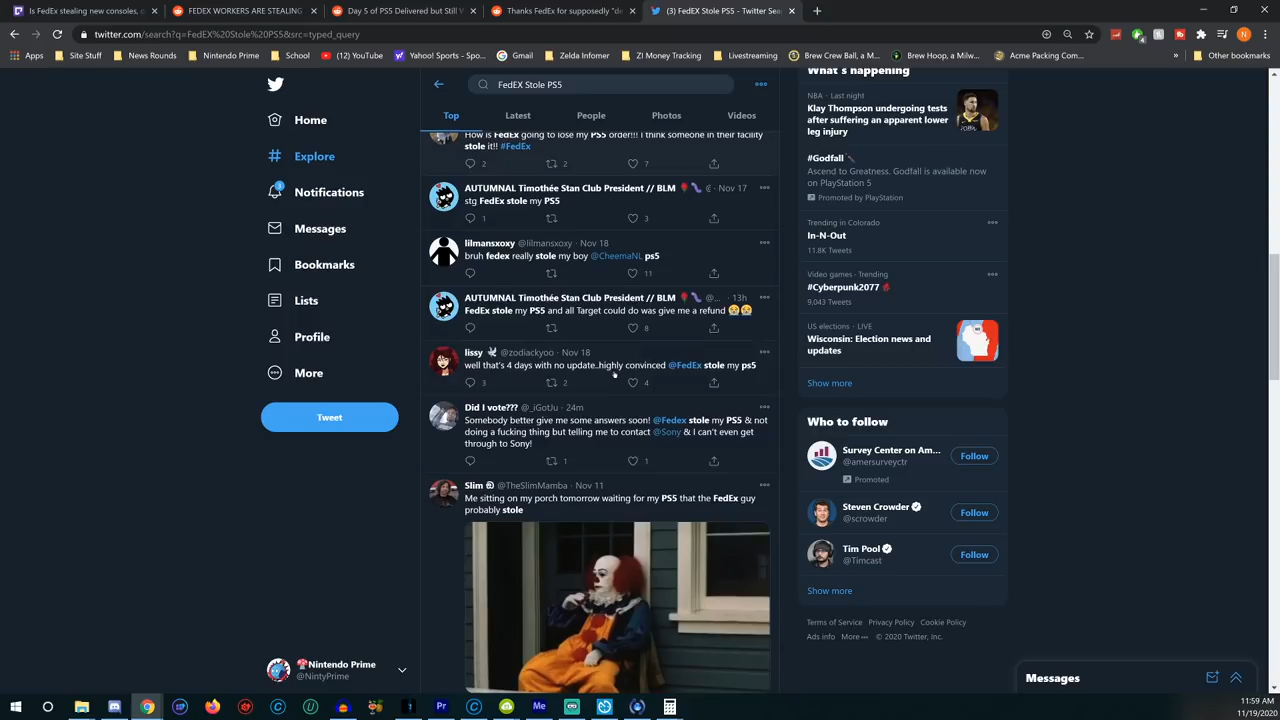 Is FedEx stealing new consoles, o
FEDEX WORKERS ARE STEALING
Day 5 of PS5 Delivered but Still
Thanks FedEx for supposedly "de
(3) FedEX Stole PS5 - Twitter Sear
twitter.com/search?q=FedEX%20Stole%20PS5&src=typed_query
Apps
Site Stuff
News Rounds
Nintendo Prime
(12) YouTube
Yahoo! Sports - Spo...
Gmail
Zelda Infomer
ZI Money Tracking
Livestreaming
Brew Crew Ball, a M...
Brew Hoop, a Milw...
Acme Packing Com...
»
Other bookmarks
Home
Explore
Notifications
Messages
Bookmarks
Lists
Profile
More
Tweet
Nintendo Prime
@NintyPrime
FedEX Stole PS5
Top
Latest
People
Photos
Videos
How is FedEx going to lose my PS5 order!!! I think someone in their facility
stole it!! #FedEx
2
2
7
AUTUMNAL Timothée Stan Club President // BLM
· Nov 17
stg FedEx stole my PS5
1
3
lilmansxoxy @lilmansxoxy · Nov 18
bruh fedex really stole my boy @CheemaNL ps5
11
AUTUMNAL Timothée Stan Club President // BLM @... · 13h
FedEx stole my PS5 and all Target could do was give me a refund 😭😭
8
lissy 🕊 @zodiackyoo · Nov 18
well that's 4 days with no update..highly convinced @FedEx stole my ps5
3
2
4
Did I vote??? @_iGotJu · 24m
Somebody better give me some answers soon! @Fedex stole my PS5 & not
doing a fucking thing but telling me to contact @Sony & I can't even get
through to Sony!
1
1
Slim @TheSlimMamba · Nov 11
Me sitting on my porch tomorrow waiting for my PS5 that the FedEx guy
probably stole
What's happening
NBA · Last night
Klay Thompson undergoing tests
after suffering an apparent lower
leg injury
#Godfall
Ascend to Greatness. Godfall is available now
on PlayStation 5
Promoted by PlayStation
Trending in Colorado
In-N-Out
11.8K Tweets
Video games · Trending
#Cyberpunk2077
9,043 Tweets
US elections · LIVE
Wisconsin: Election news and
updates
Show more
Who to follow
Survey Center on Am...
@amersurveyctr
Follow
Promoted
Steven Crowder
@scrowder
Follow
Tim Pool
@Timcast
Follow
Show more
Terms of Service Privacy Policy Cookie Policy
Ads info More··· © 2020 Twitter, Inc.
Messages
11:59 AM
11/19/2020